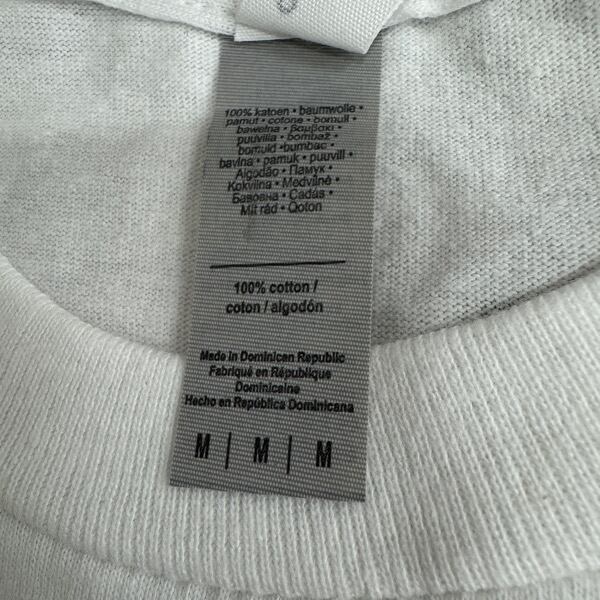 100% katoen • baumwolle •
pamut • cotone • bomull •
bawełna • βαμβάκι •
puuvilla • bombaž •
bomuld •bumbac •
bavlna • pamuk • puuvill •
Algodão • Памук •
Kokvilna • Medvilnė •
Бавовна • Cadás •
Mit rád • Qoton
100% cotton /
coton / algodón
Made in Dominican Republic
Fabriqué en République
Dominicaine
Hecho en República Dominicana
M | M | M